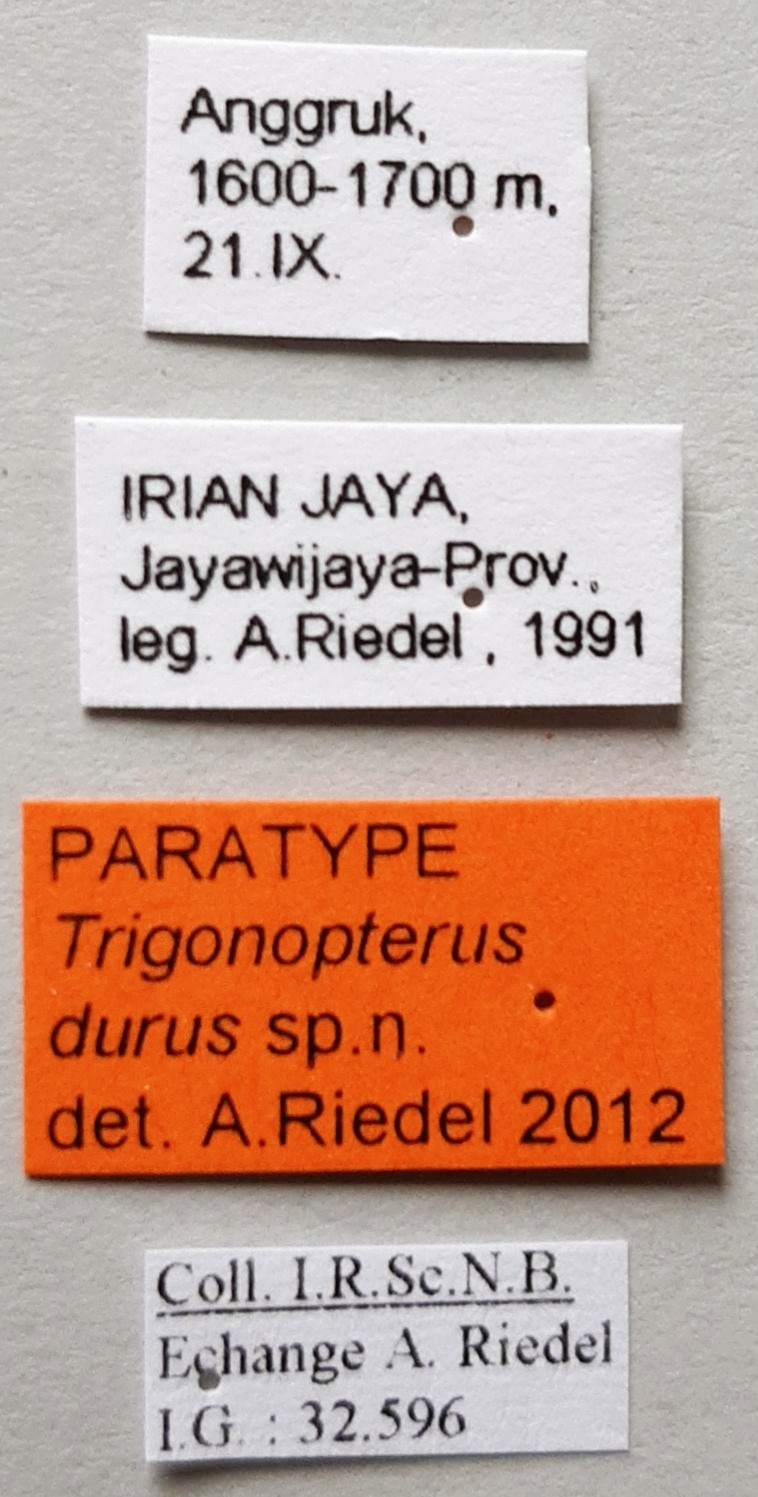 Anggruk,
1600-1700 m,
21.IX.
IRIAN JAYA,
Jayawijaya-Prov.,
leg. A.Riedel , 1991
PARATYPE
Trigonopterus
durus sp.n.
det. A.Riedel 2012
Coll. I.R.Sc.N.B.
Echange A. Riedel
I.G. : 32.596